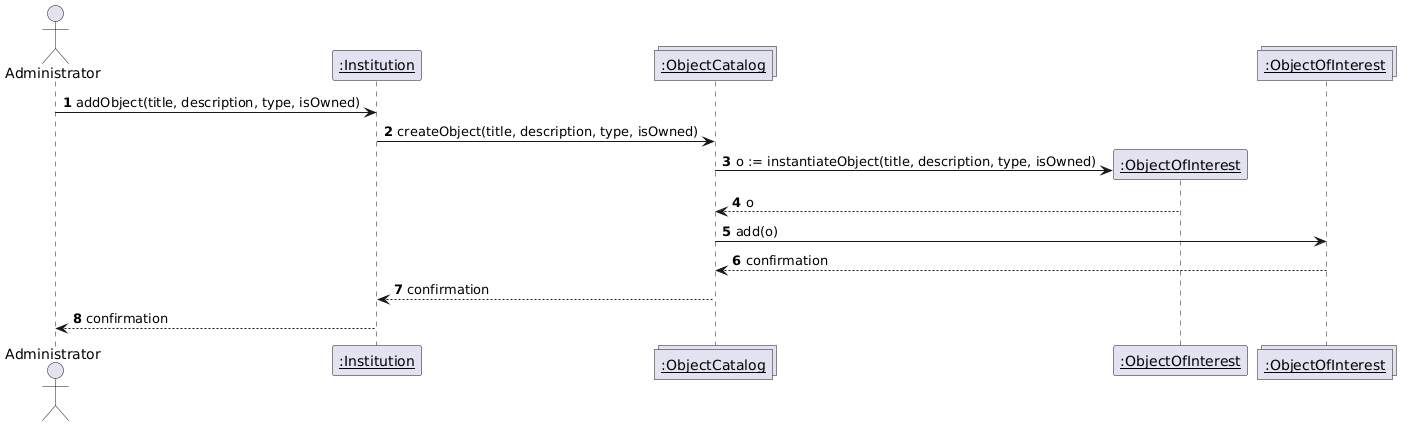 Administrator
:Institution
:ObjectCatalog
:ObjectOfInterest
1 addObject(title, description, type, isOwned)
2 createObject(title, description, type, isOwned)
3 o := instantiateObject(title, description, type, isOwned)
:ObjectOfInterest
4 o
5 add(o)
6 confirmation
7 confirmation
8 confirmation
Administrator
:Institution
:ObjectCatalog
:ObjectOfInterest
:ObjectOfInterest